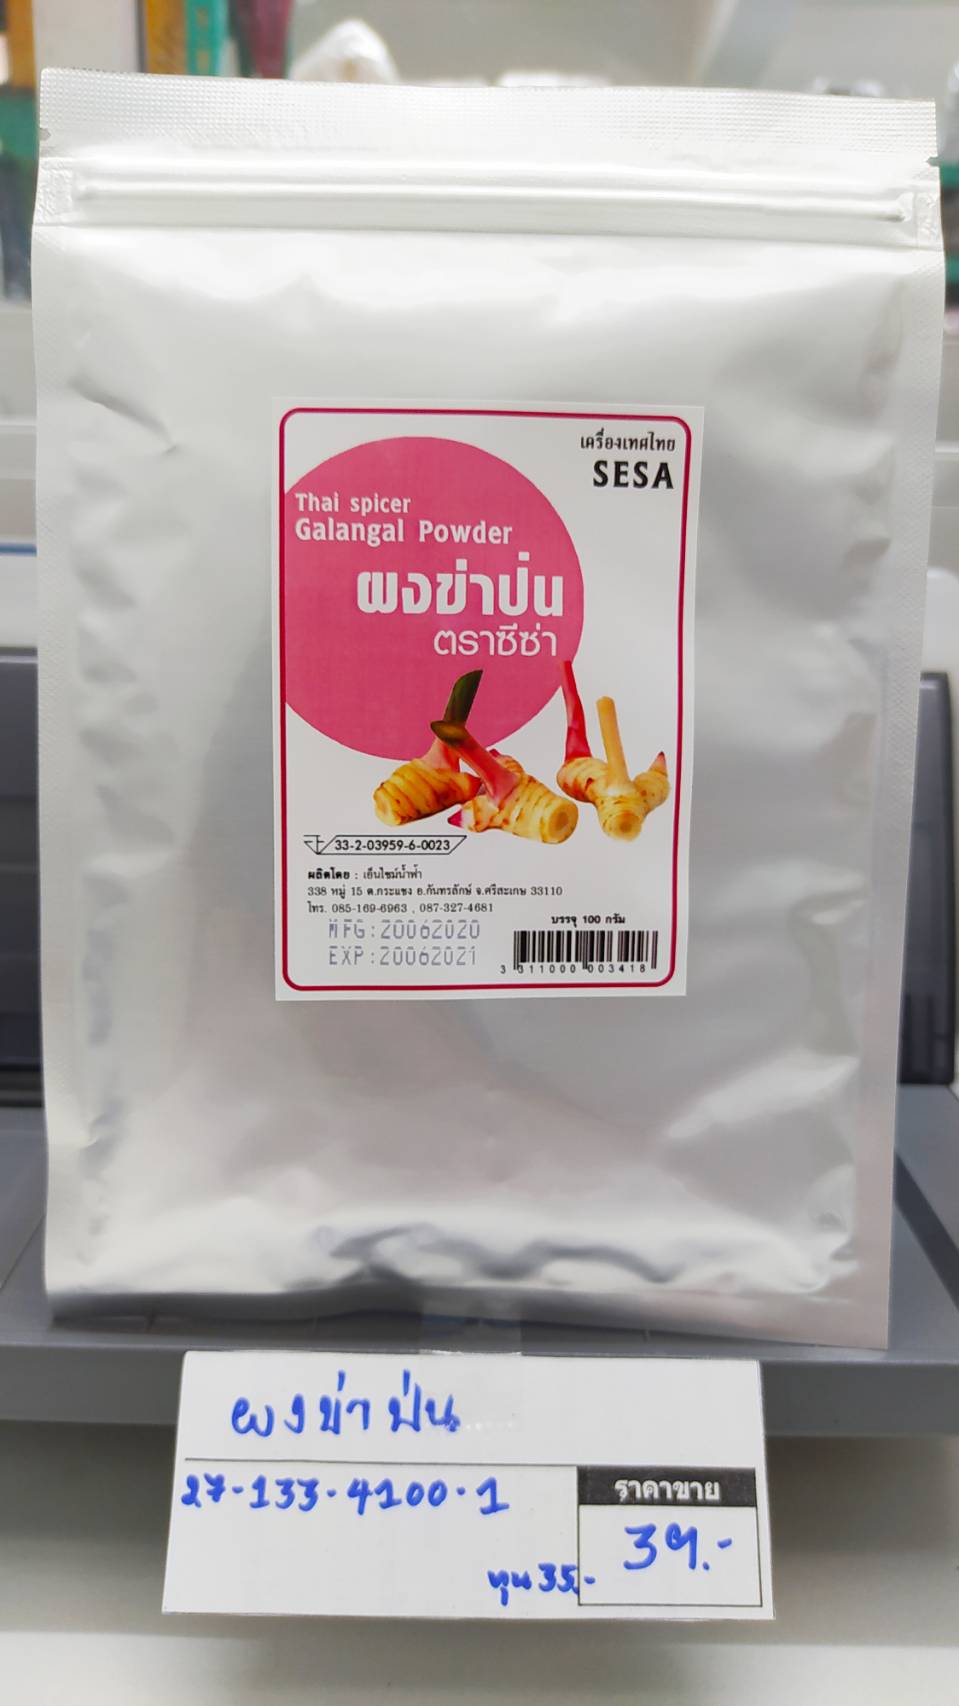 เครื่องเทศไทย
SESA
Thai spicer
Galangal Powder
ผงข่าป่น
ตราซีซ่า
33-2-03959-6-0023
ผลิตโดย : เอ็นไซม์น้ำฟ้า
338 หมู่ 15 ต.กระแชง อ.กันทรลักษ์ จ.ศรีสะเกษ 33110
โทร. 085-169-6963 , 087-327-4681
MFG:20062020
EXP:20062021
บรรจุ 100 กรัม
3 311000 003418
ผงข่าป่น
27-133-4100-1
ราคาขาย
39.-
ทุน 35.-